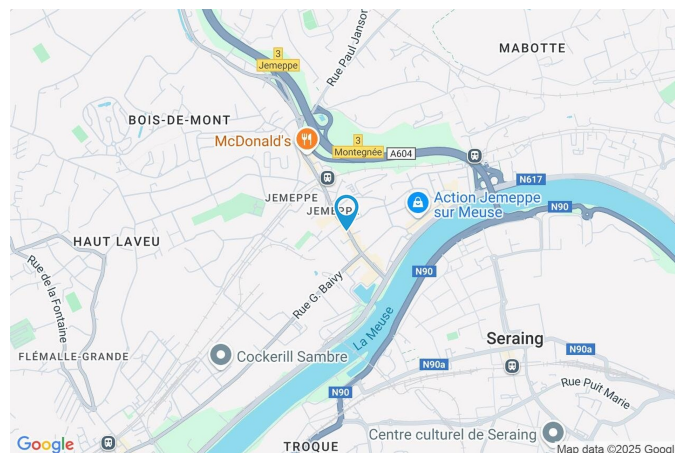 MABOTTE
Rue Paul Janson
3
Jemeppe
BOIS-DE-MONT
McDonald's
3
Montegnée
A604
N617
JEMEPPE
Action Jemeppe
sur Meuse
N90
JEMEPP
HAUT LAVEU
Rue de la Fontaine
N90
Rue G. Baivy
La Meuse
Seraing
FLÉMALLE-GRANDE
Cockerill Sambre
N90a
N90a
N90
Rue Puit Marie
Google
TROQUE
Centre culturel de Seraing
Map data ©2025 Googl